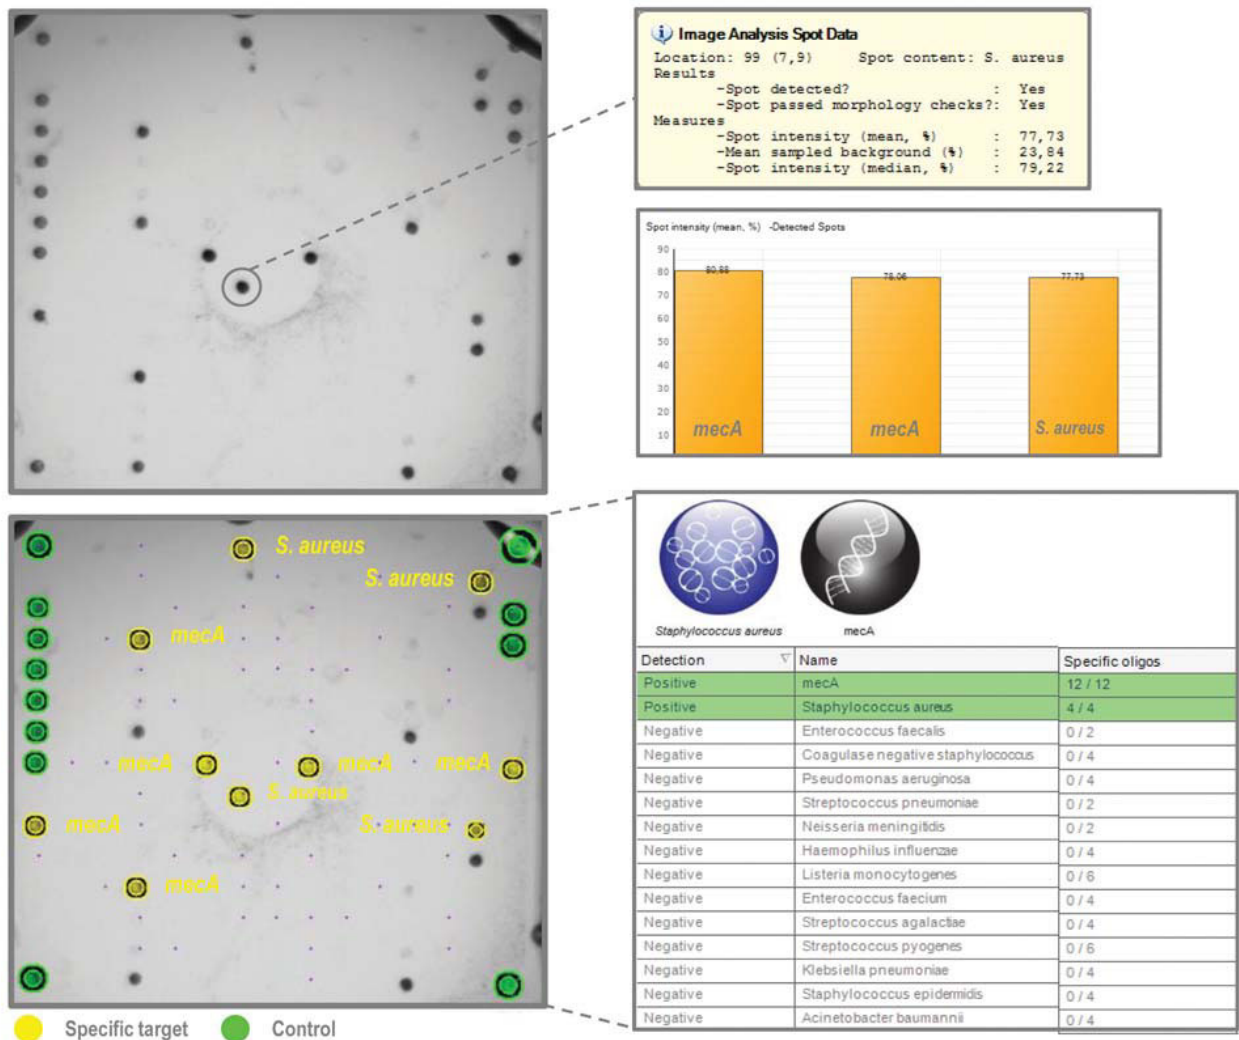 Image Analysis Spot Data
Location: 99 (7,9) Spot content: S. aureus
Results
-Spot detected? : Yes
-Spot passed morphology checks?: Yes
Measures
-Spot intensity (mean, %) : 77,73
-Mean sampled background (%) : 23,84
-Spot intensity (median, %) : 79,22
Spot intensity (mean, %) -Detected Spots
90
80
70
60
50
40
30
20
10
80,88
78,06
77,73
mecA
mecA
S. aureus
S. aureus
S. aureus
mecA
mecA
mecA
mecA
S. aureus
mecA
S. aureus
mecA
Specific target
Control
Staphylococcus aureus
mecA
Detection Name Specific oligos
Positive mecA 12 / 12
Positive Staphylococcus aureus 4 / 4
Negative Enterococcus faecalis 0 / 2
Negative Coagulase negative staphylococcus 0 / 4
Negative Pseudomonas aeruginosa 0 / 4
Negative Streptococcus pneumoniae 0 / 2
Negative Neisseria meningitidis 0 / 2
Negative Haemophilus influenzae 0 / 4
Negative Listeria monocytogenes 0 / 6
Negative Enterococcus faecium 0 / 4
Negative Streptococcus agalactiae 0 / 4
Negative Streptococcus pyogenes 0 / 6
Negative Klebsiella pneumoniae 0 / 4
Negative Staphylococcus epidermidis 0 / 4
Negative Acinetobacter baumannii 0 / 4